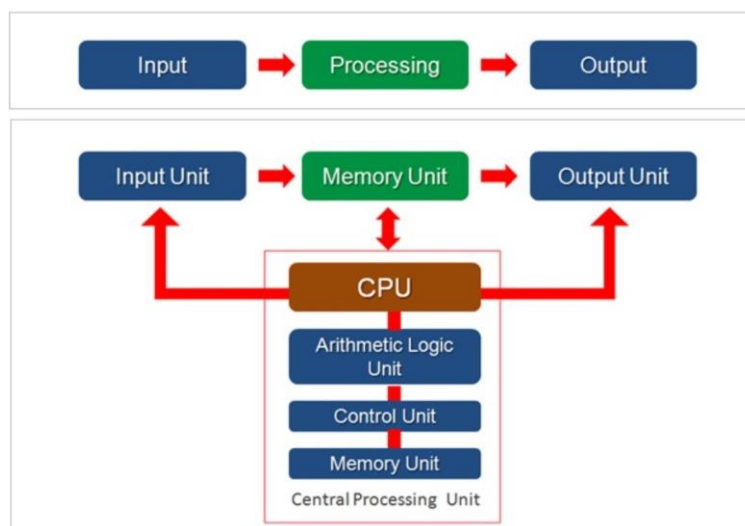 Input
Processing
Output
Input Unit
Memory Unit
Output Unit
CPU
Arithmetic Logic
Unit
Control Unit
Memory Unit
Central Processing Unit